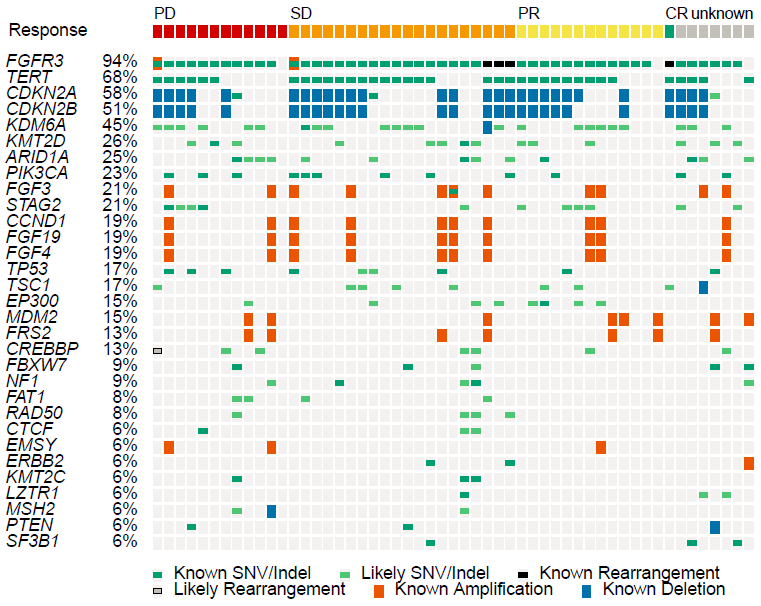 PD SD PR CR unknown
Response
FGFR3 94%
TERT 68%
CDKN2A 58%
CDKN2B 51%
KDM6A 45%
KMT2D 26%
ARID1A 25%
PIK3CA 23%
FGF3 21%
STAG2 21%
CCND1 19%
FGF19 19%
FGF4 19%
TP53 17%
TSC1 17%
EP300 15%
MDM2 15%
FRS2 13%
CREBBP 13%
FBXW7 9%
NF1 9%
FAT1 8%
RAD50 8%
CTCF 6%
EMSY 6%
ERBB2 6%
KMT2C 6%
LZTR1 6%
MSH2 6%
PTEN 6%
SF3B1 6%
Known SNV/Indel Likely SNV/Indel Known Rearrangement
Likely Rearrangement Known Amplification Known Deletion